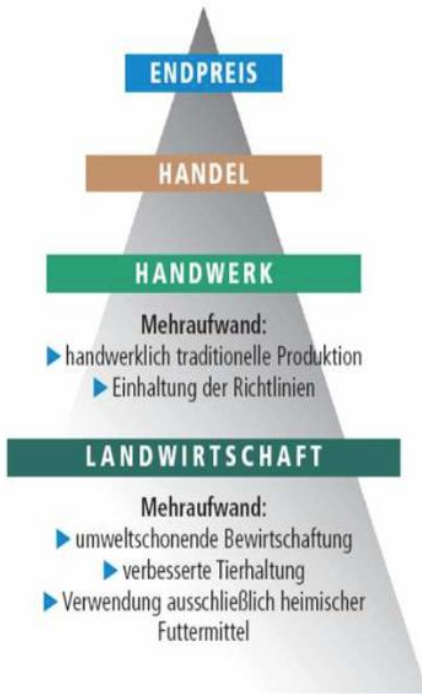 ENDPREIS
HANDEL
HANDWERK
Mehraufwand:
▶ handwerklich traditionelle Produktion
▶ Einhaltung der Richtlinien
LANDWIRTSCHAFT
Mehraufwand:
▶ umweltschonende Bewirtschaftung
▶ verbesserte Tierhaltung
▶ Verwendung ausschließlich heimischer
Futtermittel